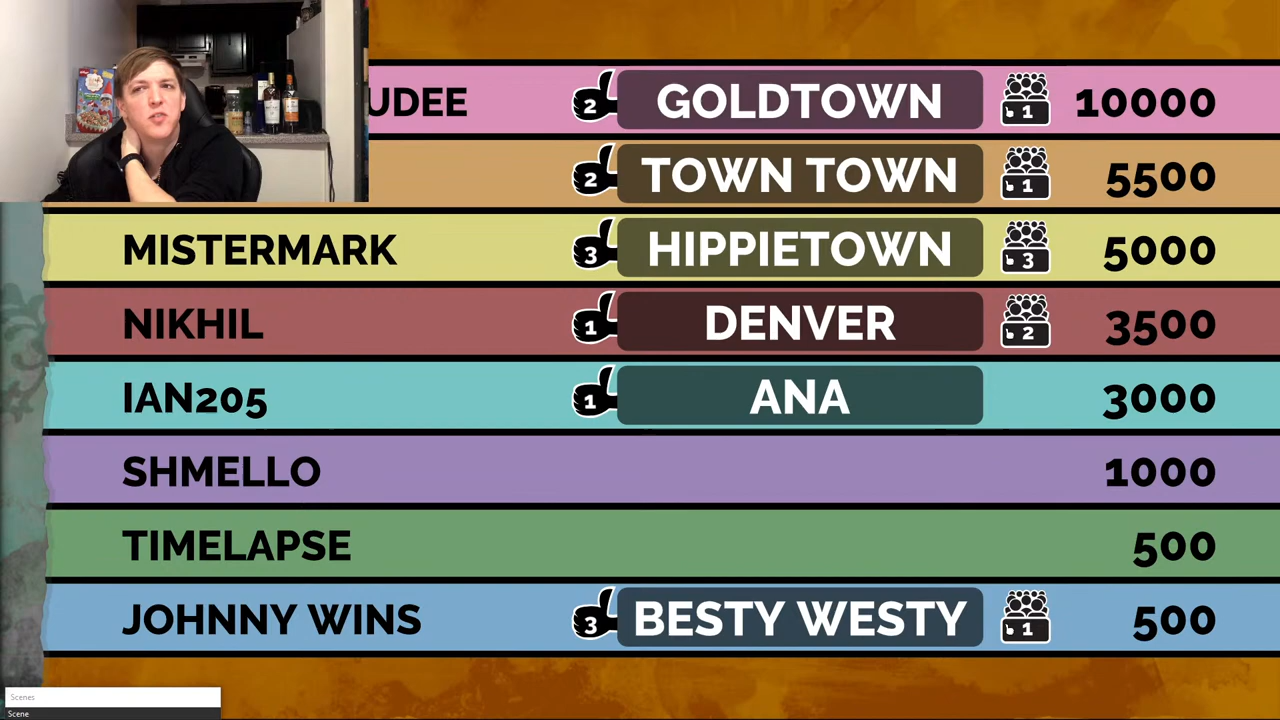 UDEE 2 GOLDTOWN 1 10000
2 TOWN TOWN 1 5500
MISTERMARK 3 HIPPIETOWN 3 5000
NIKHIL 1 DENVER 2 3500
IAN205 1 ANA 3000
SHMELLO 1000
TIMELAPSE 500
JOHNNY WINS 3 BESTY WESTY 1 500
Scenes
Scene